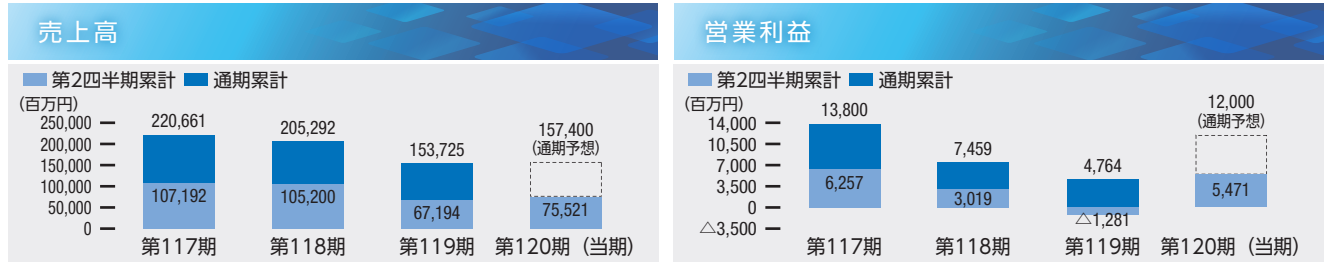 売上高
第2四半期累計 通期累計
(百万円)
250,000
200,000
150,000
100,000
50,000
0
220,661
205,292
153,725
157,400
(通期予想)
107,192
105,200
67,194
75,521
第117期
第118期
第119期
第120期（当期）
営業利益
第2四半期累計 通期累計
(百万円)
14,000
10,500
7,000
3,500
0
△3,500
13,800
7,459
4,764
12,000
(通期予想)
6,257
3,019
△1,281
5,471
第117期
第118期
第119期
第120期（当期）